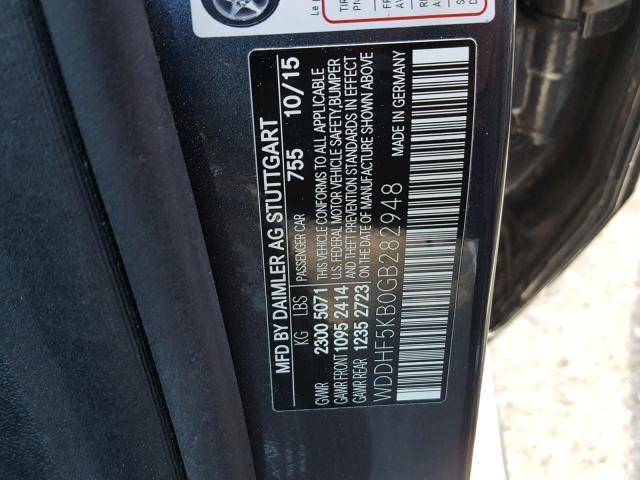 MFD BY DAIMLER AG STUTTGART
PASSENGER CAR 755 10/15
KG LBS
GVWR 2300 5071
GAWR FRONT 1095 2414
GAWR REAR 1235 2723
THIS VEHICLE CONFORMS TO ALL APPLICABLE
U.S. FEDERAL MOTOR VEHICLE SAFETY, BUMPER
AND THEFT PREVENTION STANDARDS IN EFFECT
ON THE DATE OF MANUFACTURE SHOWN ABOVE
WDDHF5KB0GB282948 MADE IN GERMANY
Le